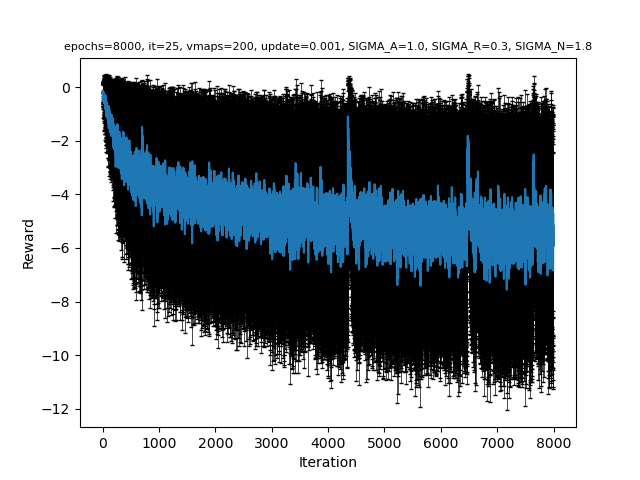 epochs=8000, it=25, vmaps=200, update=0.001, SIGMA_A=1.0, SIGMA_R=0.3, SIGMA_N=1.8
Reward
0
−2
−4
−6
−8
−10
−12
0 1000 2000 3000 4000 5000 6000 7000 8000
Iteration